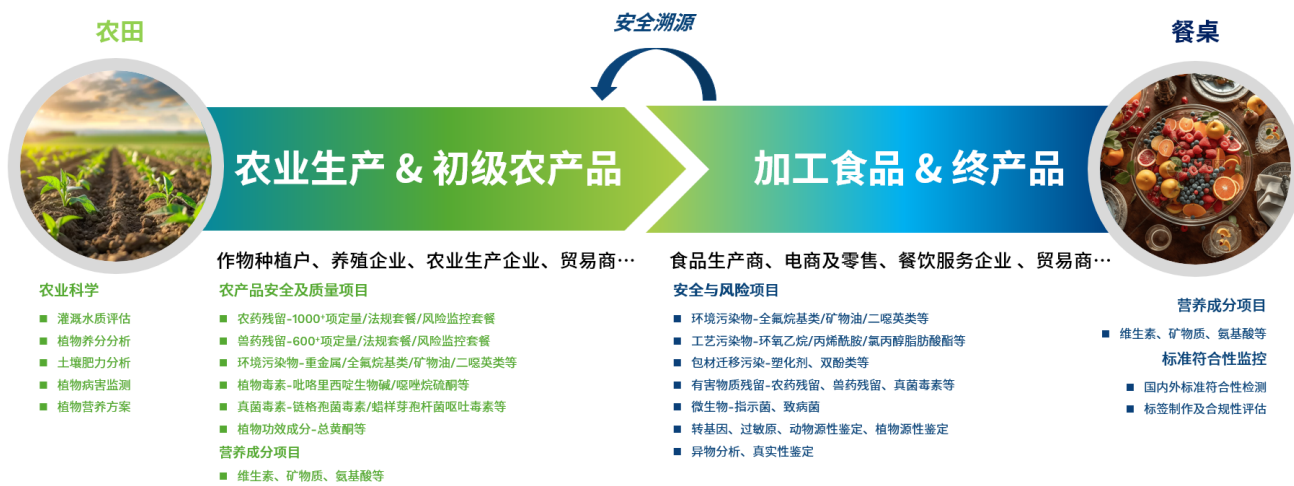 农田
安全溯源
餐桌
农业生产 & 初级农产品
加工食品 & 终产品
作物种植户、养殖企业、农业生产企业、贸易商…
食品生产商、电商及零售、餐饮服务企业 、贸易商…
农业科学
■ 灌溉水质评估
■ 植物养分分析
■ 土壤肥力分析
■ 植物病害监测
■ 植物营养方案
农产品安全及质量项目
■ 农药残留-1000⁺项定量/法规套餐/风险监控套餐
■ 兽药残留-600⁺项定量/法规套餐/风险监控套餐
■ 环境污染物-重金属/全氟烷基类/矿物油/二噁英类等
■ 植物毒素-吡咯里西啶生物碱/噁唑烷硫酮等
■ 真菌毒素-链格孢菌毒素/蜡样芽孢杆菌呕吐毒素等
■ 植物功效成分-总黄酮等
营养成分项目
■ 维生素、矿物质、氨基酸等
安全与风险项目
■ 环境污染物-全氟烷基类/矿物油/二噁英类等
■ 工艺污染物-环氧乙烷/丙烯酰胺/氯丙醇脂肪酸酯等
■ 包材迁移污染-塑化剂、双酚类等
■ 有害物质残留-农药残留、兽药残留、真菌毒素等
■ 微生物-指示菌、致病菌
■ 转基因、过敏原、动物源性鉴定、植物源性鉴定
■ 异物分析、真实性鉴定
营养成分项目
■ 维生素、矿物质、氨基酸等
标准符合性监控
■ 国内外标准符合性检测
■ 标签制作及合规性评估